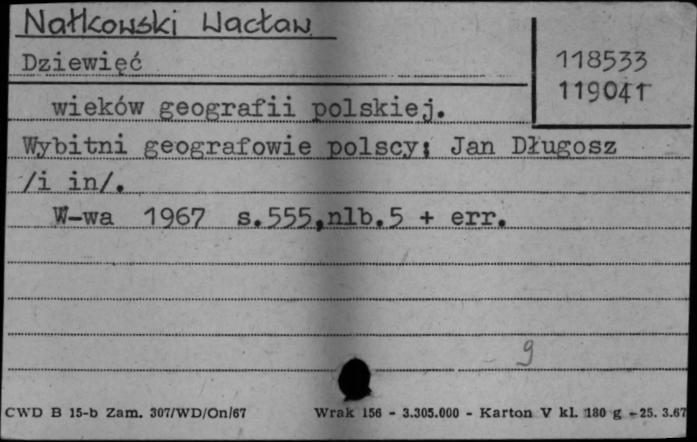 Nałkowski Wacław
Dziewięć
118533
119041
wieków geografii polskiej.
Wybitni geografowie polscy; Jan Długosz
/i in/.
W-wa 1967 s.555,nlb.5 + err.
9
CWD B 15-b Zam. 307/WD/On/67 Wrak 156 - 3.305.000 - Karton V kl. 180 g - 25. 3.67